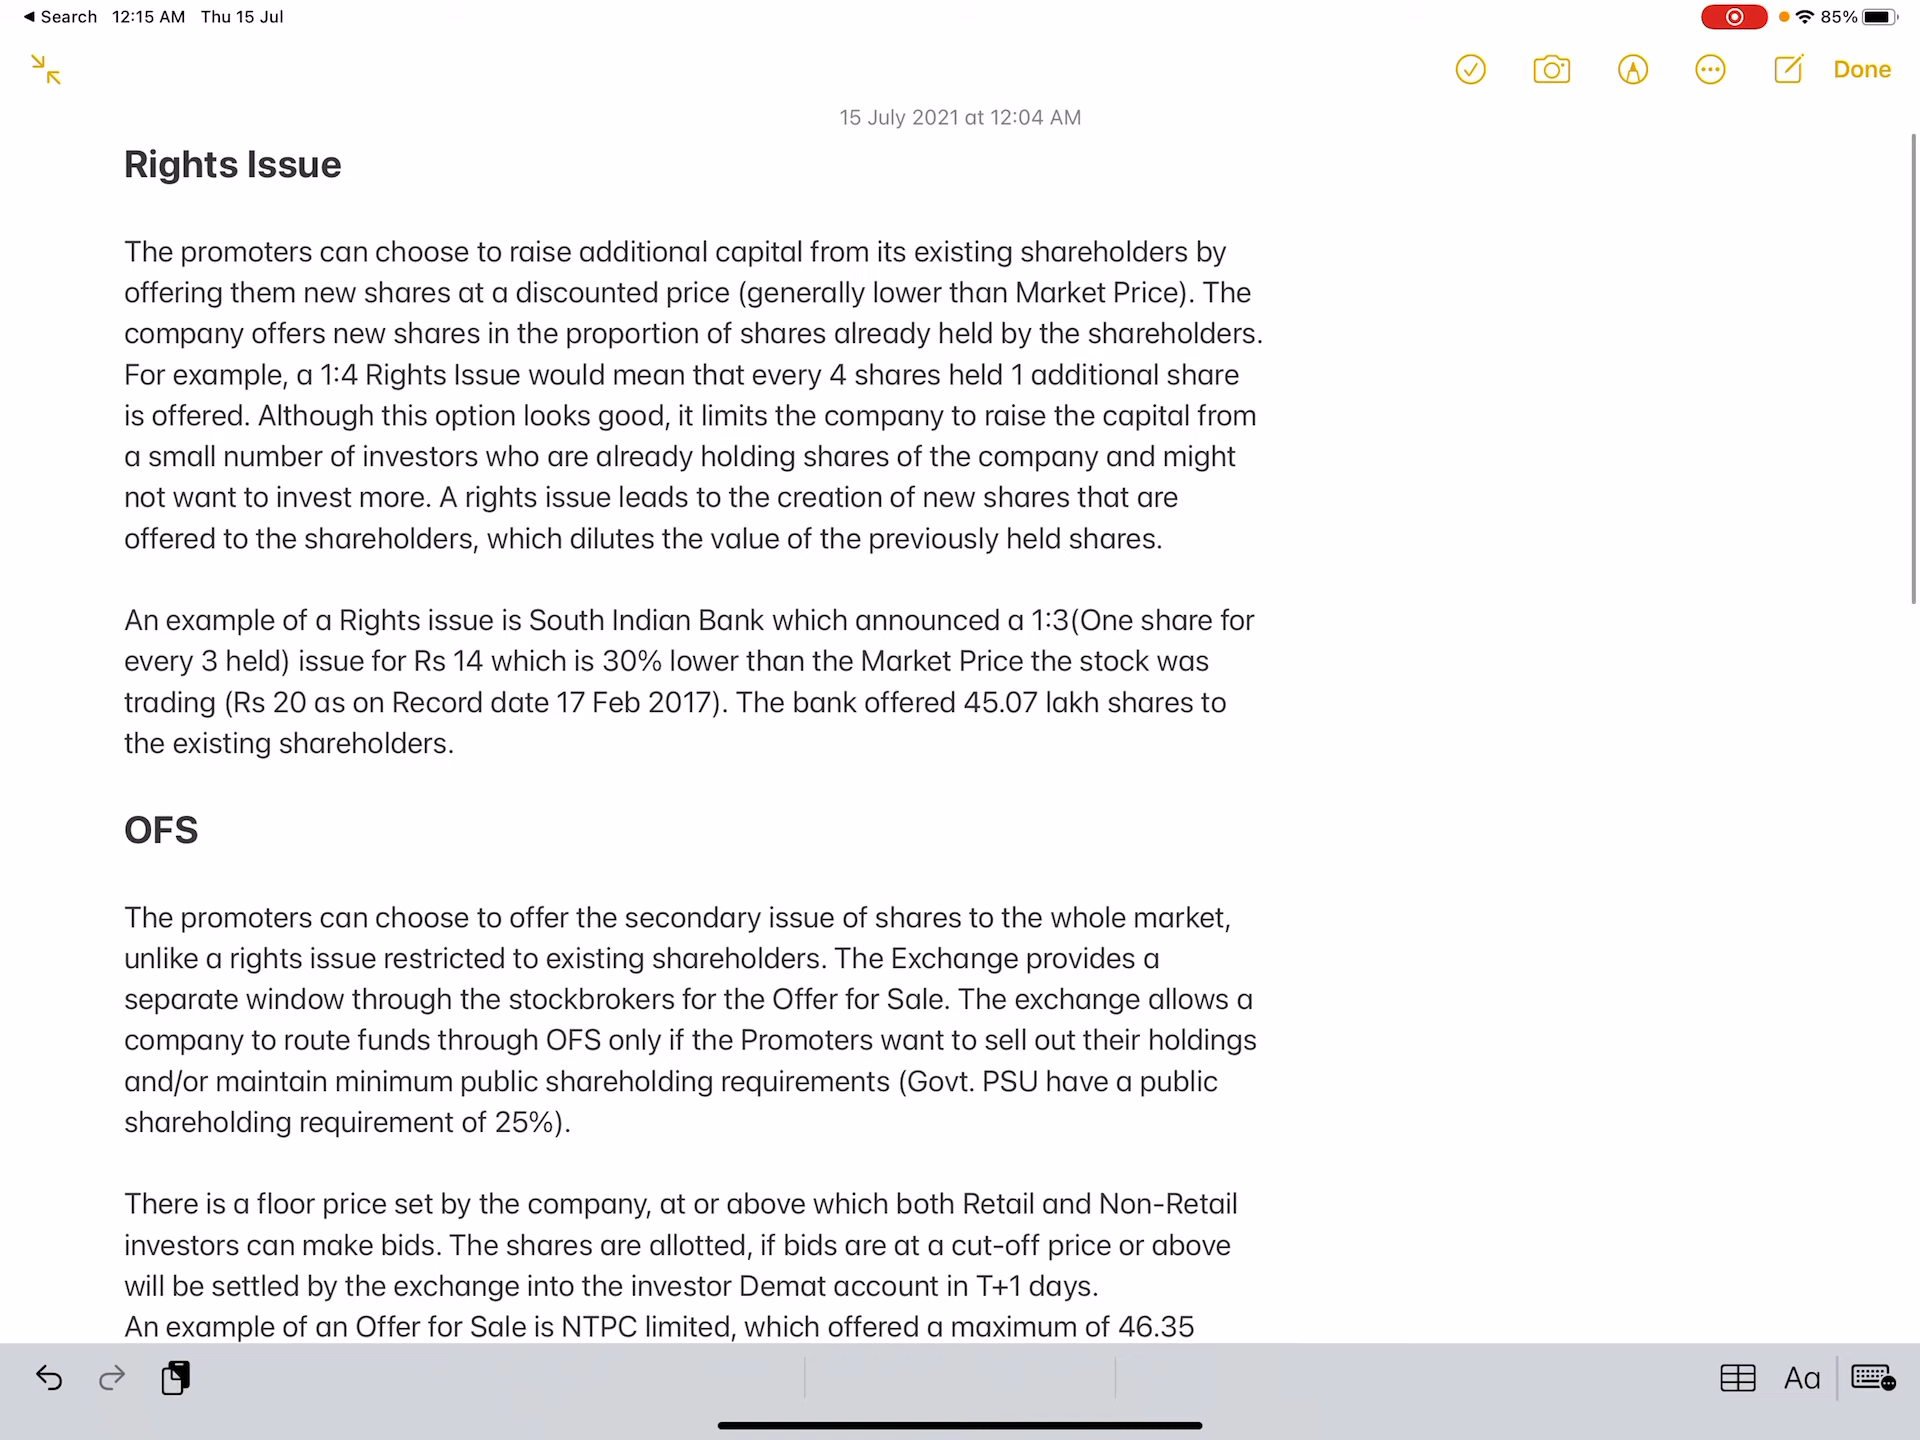 Search 12:15 AM Thu 15 Jul
85%
Done
15 July 2021 at 12:04 AM
Rights Issue
The promoters can choose to raise additional capital from its existing shareholders by
offering them new shares at a discounted price (generally lower than Market Price). The
company offers new shares in the proportion of shares already held by the shareholders.
For example, a 1:4 Rights Issue would mean that every 4 shares held 1 additional share
is offered. Although this option looks good, it limits the company to raise the capital from
a small number of investors who are already holding shares of the company and might
not want to invest more. A rights issue leads to the creation of new shares that are
offered to the shareholders, which dilutes the value of the previously held shares.
An example of a Rights issue is South Indian Bank which announced a 1:3(One share for
every 3 held) issue for Rs 14 which is 30% lower than the Market Price the stock was
trading (Rs 20 as on Record date 17 Feb 2017). The bank offered 45.07 lakh shares to
the existing shareholders.
OFS
The promoters can choose to offer the secondary issue of shares to the whole market,
unlike a rights issue restricted to existing shareholders. The Exchange provides a
separate window through the stockbrokers for the Offer for Sale. The exchange allows a
company to route funds through OFS only if the Promoters want to sell out their holdings
and/or maintain minimum public shareholding requirements (Govt. PSU have a public
shareholding requirement of 25%).
There is a floor price set by the company, at or above which both Retail and Non-Retail
investors can make bids. The shares are allotted, if bids are at a cut-off price or above
will be settled by the exchange into the investor Demat account in T+1 days.
An example of an Offer for Sale is NTPC limited, which offered a maximum of 46.35
Aa